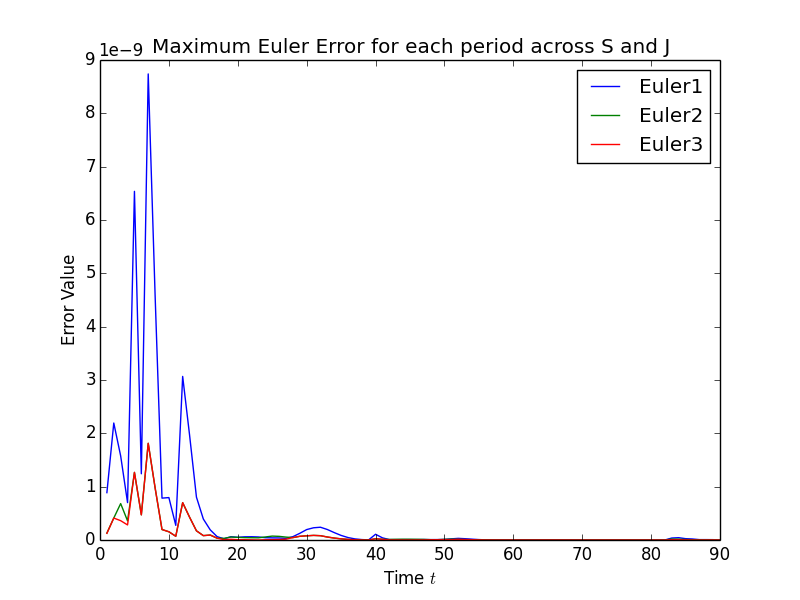 1e−9 Maximum Euler Error for each period across S and J
Euler1
Euler2
Euler3
9
8
7
6
5
4
3
2
1
0
Error Value
0 10 20 30 40 50 60 70 80 90
Time t